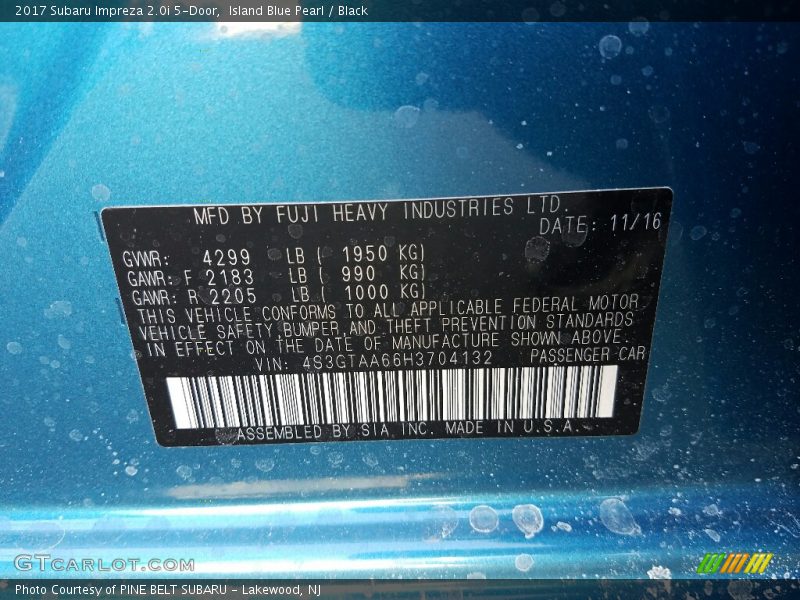 2017 Subaru Impreza 2.0i 5-Door,  Island Blue Pearl / Black
MFD BY FUJI HEAVY INDUSTRIES LTD.
DATE: 11/16
GVWR: 4299 LB ( 1950 KG)
GAWR: F 2183 LB ( 990 KG)
GAWR: R 2205 LB ( 1000 KG)
THIS VEHICLE CONFORMS TO ALL APPLICABLE FEDERAL MOTOR
VEHICLE SAFETY,BUMPER,AND THEFT PREVENTION STANDARDS
IN EFFECT ON THE DATE OF MANUFACTURE SHOWN ABOVE.
VIN: 4S3GTAA66H3704132 PASSENGER CAR
ASSEMBLED BY SIA INC. MADE IN U.S.A.
GTCARLOT.COM
Photo Courtesy of PINE BELT SUBARU - Lakewood, NJ